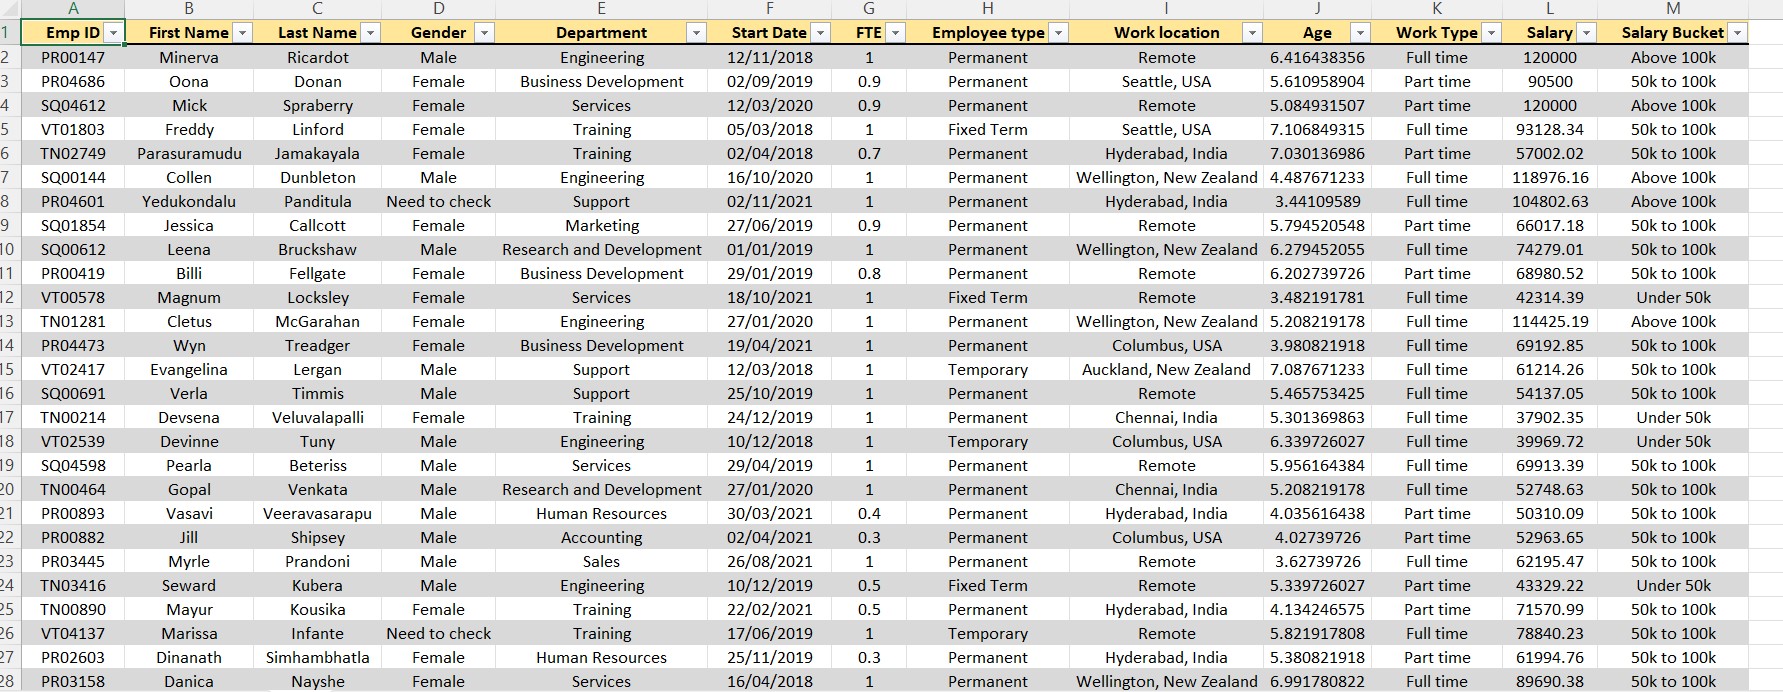 A B C D E F G H I J K L M
1 Emp ID First Name Last Name Gender Department Start Date FTE Employee type Work location Age Work Type Salary Salary Bucket
2 PR00147 Minerva Ricardot Male Engineering 12/11/2018 1 Permanent Remote 6.416438356 Full time 120000 Above 100k
3 PR04686 Oona Donan Female Business Development 02/09/2019 0.9 Permanent Seattle, USA 5.610958904 Part time 90500 50k to 100k
4 SQ04612 Mick Spraberry Female Services 12/03/2020 0.9 Permanent Remote 5.084931507 Part time 120000 Above 100k
5 VT01803 Freddy Linford Female Training 05/03/2018 1 Fixed Term Seattle, USA 7.106849315 Full time 93128.34 50k to 100k
6 TN02749 Parasuramudu Jamakayala Female Training 02/04/2018 0.7 Permanent Hyderabad, India 7.030136986 Part time 57002.02 50k to 100k
7 SQ00144 Collen Dunbleton Male Engineering 16/10/2020 1 Permanent Wellington, New Zealand 4.487671233 Full time 118976.16 Above 100k
8 PR04601 Yedukondalu Panditula Need to check Support 02/11/2021 1 Permanent Hyderabad, India 3.44109589 Full time 104802.63 Above 100k
9 SQ01854 Jessica Callcott Female Marketing 27/06/2019 0.9 Permanent Remote 5.794520548 Part time 66017.18 50k to 100k
10 SQ00612 Leena Bruckshaw Male Research and Development 01/01/2019 1 Permanent Wellington, New Zealand 6.279452055 Full time 74279.01 50k to 100k
11 PR00419 Billi Fellgate Female Business Development 29/01/2019 0.8 Permanent Remote 6.202739726 Part time 68980.52 50k to 100k
12 VT00578 Magnum Locksley Female Services 18/10/2021 1 Fixed Term Remote 3.482191781 Full time 42314.39 Under 50k
13 TN01281 Cletus McGarahan Female Engineering 27/01/2020 1 Permanent Wellington, New Zealand 5.208219178 Full time 114425.19 Above 100k
14 PR04473 Wyn Treadger Female Business Development 19/04/2021 1 Permanent Columbus, USA 3.980821918 Full time 69192.85 50k to 100k
15 VT02417 Evangelina Lergan Male Support 12/03/2018 1 Temporary Auckland, New Zealand 7.087671233 Full time 61214.26 50k to 100k
16 SQ00691 Verla Timmis Male Support 25/10/2019 1 Permanent Remote 5.465753425 Full time 54137.05 50k to 100k
17 TN00214 Devsena Veluvalapalli Female Training 24/12/2019 1 Permanent Chennai, India 5.301369863 Full time 37902.35 Under 50k
18 VT02539 Devinne Tuny Male Engineering 10/12/2018 1 Temporary Columbus, USA 6.339726027 Full time 39969.72 Under 50k
19 SQ04598 Pearla Beteriss Male Services 29/04/2019 1 Permanent Remote 5.956164384 Full time 69913.39 50k to 100k
20 TN00464 Gopal Venkata Male Research and Development 27/01/2020 1 Permanent Chennai, India 5.208219178 Full time 52748.63 50k to 100k
21 PR00893 Vasavi Veeravasarapu Male Human Resources 30/03/2021 0.4 Permanent Hyderabad, India 4.035616438 Part time 50310.09 50k to 100k
22 PR00882 Jill Shipsey Male Accounting 02/04/2021 0.3 Permanent Columbus, USA 4.02739726 Part time 52963.65 50k to 100k
23 PR03445 Myrle Prandoni Male Sales 26/08/2021 1 Permanent Remote 3.62739726 Full time 62195.47 50k to 100k
24 TN03416 Seward Kubera Male Engineering 10/12/2019 0.5 Fixed Term Remote 5.339726027 Part time 43329.22 Under 50k
25 TN00890 Mayur Kousika Female Training 22/02/2021 0.5 Permanent Hyderabad, India 4.134246575 Part time 71570.99 50k to 100k
26 VT04137 Marissa Infante Need to check Training 17/06/2019 1 Temporary Remote 5.821917808 Full time 78840.23 50k to 100k
27 PR02603 Dinanath Simhambhatla Female Human Resources 25/11/2019 0.3 Permanent Hyderabad, India 5.380821918 Part time 61994.76 50k to 100k
28 PR03158 Danica Nayshe Female Services 16/04/2018 1 Permanent Wellington, New Zealand 6.991780822 Full time 89690.38 50k to 100k